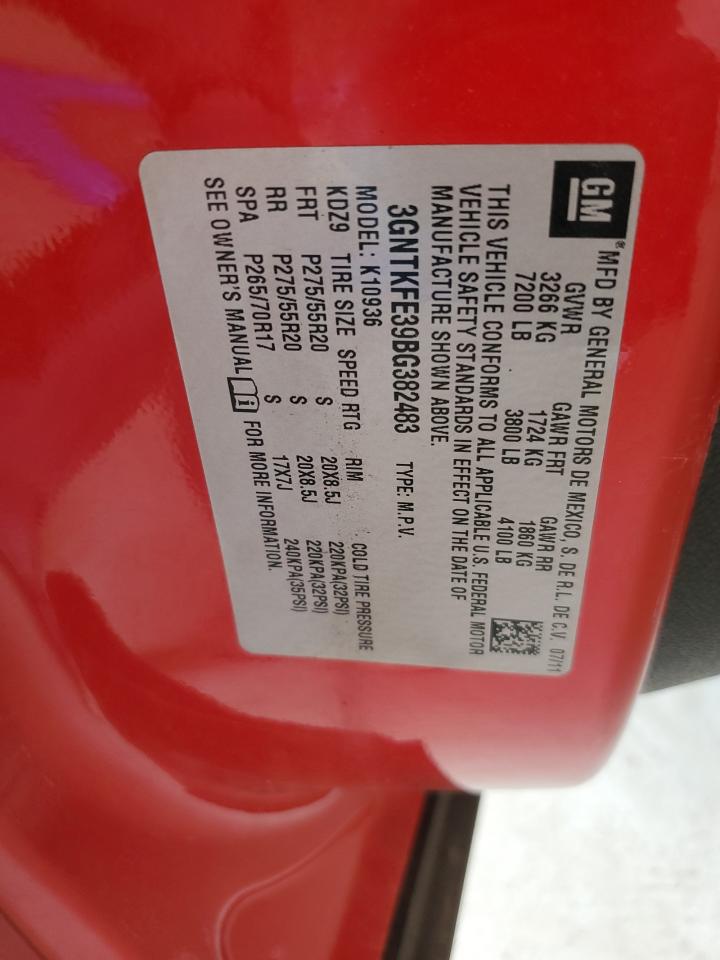 GM
® MFD BY GENERAL MOTORS DE MEXICO, S. DE R.L. DE C.V. 07/11
GVWR GAWR FRT GAWR RR
3266 KG 1724 KG 1860 KG
7200 LB 3800 LB 4100 LB
THIS VEHICLE CONFORMS TO ALL APPLICABLE U.S. FEDERAL MOTOR
VEHICLE SAFETY STANDARDS IN EFFECT ON THE DATE OF
MANUFACTURE SHOWN ABOVE.
3GNTKFE39BG382483 TYPE: M.P.V.
MODEL: K10936
KDZ9 TIRE SIZE SPEED RTG RIM COLD TIRE PRESSURE
FRT P275/55R20 S 20X8.5J 220KPA(32PSI)
RR P275/55R20 S 20X8.5J 220KPA(32PSI)
SPA P265/70R17 S 17X7J 240KPA(35PSI)
SEE OWNER'S MANUAL i FOR MORE INFORMATION.